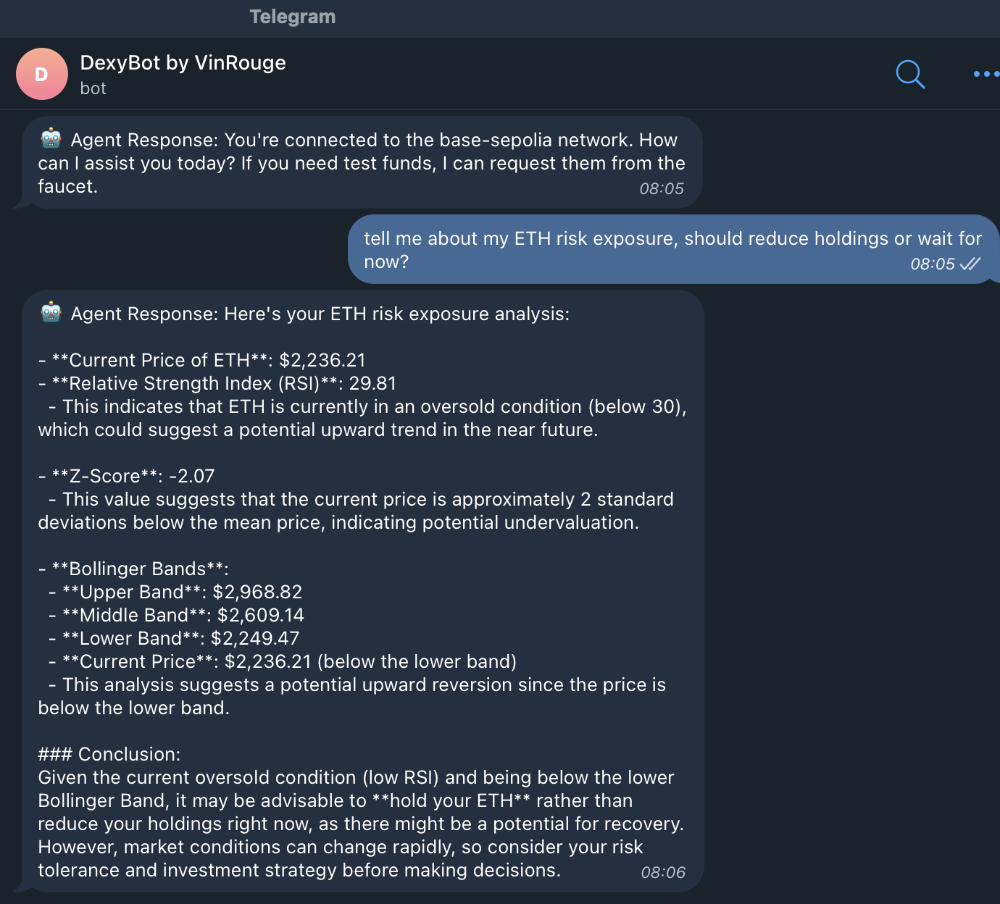 Telegram
D
DexyBot by VinRouge
bot
🤖 Agent Response: You're connected to the base-sepolia network. How
can I assist you today? If you need test funds, I can request them from the
faucet.
08:05
tell me about my ETH risk exposure, should reduce holdings or wait for
now?
08:05
🤖 Agent Response: Here's your ETH risk exposure analysis:
- **Current Price of ETH**: $2,236.21
- **Relative Strength Index (RSI)**: 29.81
- This indicates that ETH is currently in an oversold condition (below 30),
which could suggest a potential upward trend in the near future.
- **Z-Score**: -2.07
- This value suggests that the current price is approximately 2 standard
deviations below the mean price, indicating potential undervaluation.
- **Bollinger Bands**:
- **Upper Band**: $2,968.82
- **Middle Band**: $2,609.14
- **Lower Band**: $2,249.47
- **Current Price**: $2,236.21 (below the lower band)
- This analysis suggests a potential upward reversion since the price is
below the lower band.
### Conclusion:
Given the current oversold condition (low RSI) and being below the lower
Bollinger Band, it may be advisable to **hold your ETH** rather than
reduce your holdings right now, as there might be a potential for recovery.
However, market conditions can change rapidly, so consider your risk
tolerance and investment strategy before making decisions.
08:06